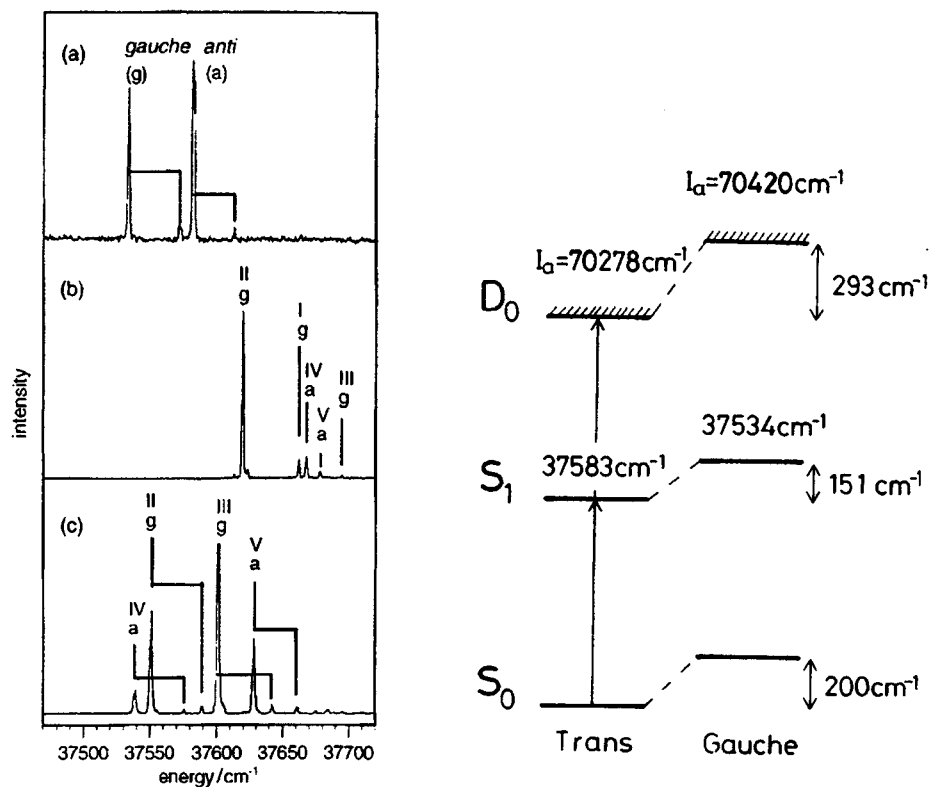 (a)
gauche anti
(g) (a)
(b)
II
g
I
g
IV
a
V
a
III
g
(c)
II
g
III
g
V
a
IV
a
intensity
37500 37550 37600 37650 37700
energy/cm⁻¹
Iₐ=70420cm⁻¹
Iₐ=70278cm⁻¹
D₀
293cm⁻¹
37534cm⁻¹
37583cm⁻¹
S₁
151 cm⁻¹
S₀
200cm⁻¹
Trans Gauche